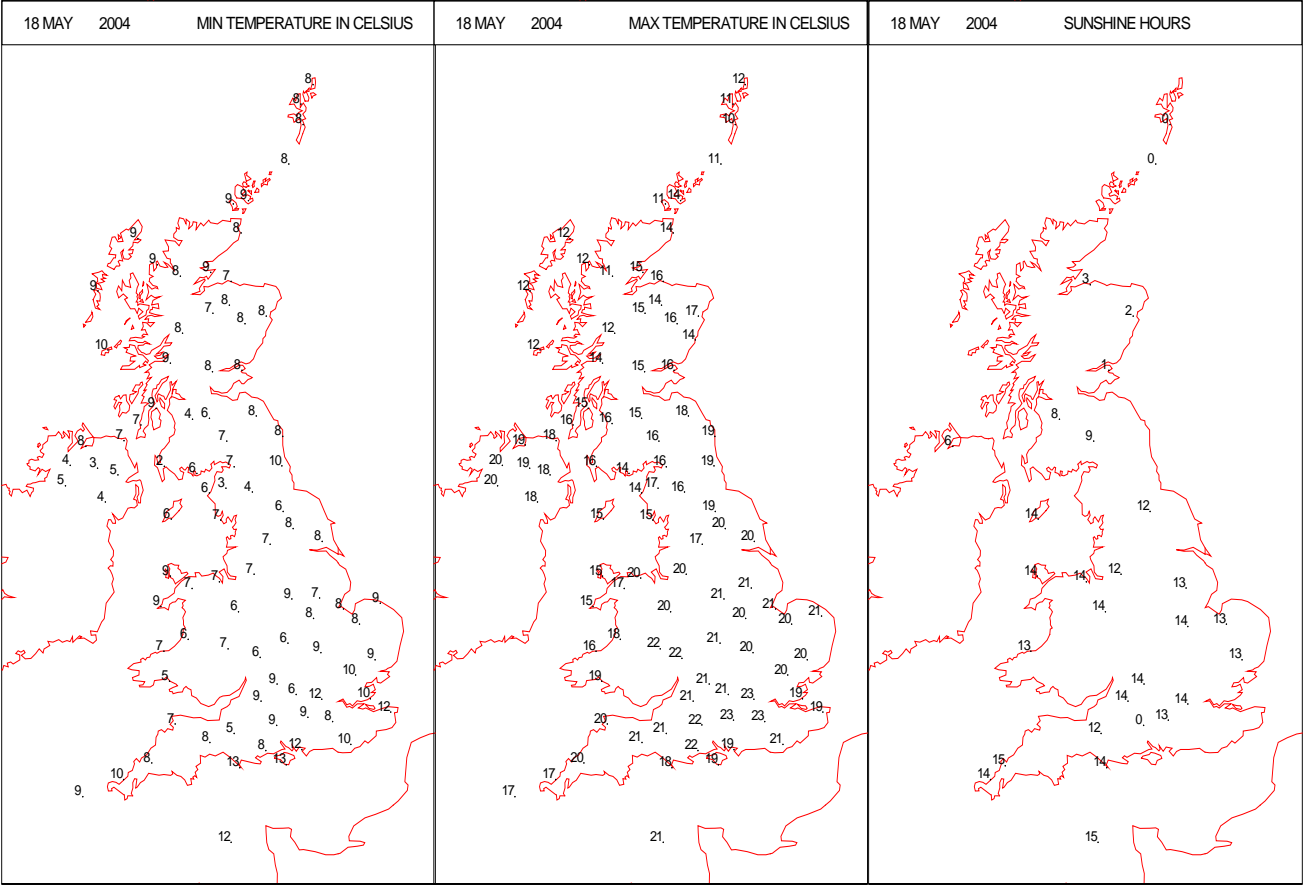 18 MAY 2004 MIN TEMPERATURE IN CELSIUS
8.
8
8.
8.
9. 9.
8.
9.
9. 8. 9.
7.
9.
8.
7. 8. 8.
8.
10.
9. 8. 8.
9.
4. 6. 8.
7.
8. 7. 7. 8.
4. 3. 2. 6. 7. 10.
5. 5. 3.
4. 6. 4.
6. 7. 6.
8.
7. 8.
9. 7. 7.
7.
9. 9. 7. 9.
6. 8. 8. 8.
6.
7. 7. 6. 9.
6. 9.
5. 9. 10.
9. 6. 12. 10.
7. 9. 9. 8. 12.
5.
8. 8. 12. 10.
8. 13. 13.
10.
9.
12.
18 MAY 2004 MAX TEMPERATURE IN CELSIUS
12.
11.
10.
11.
11. 14.
14.
12.
12. 11. 15.
16.
12.
14.
15. 16. 17.
12. 14.
12.
14. 15. 16.
15.
16. 16. 15. 18.
19. 18. 16. 19.
20. 19. 18. 16. 14. 16. 19.
20. 17.
18. 14. 16.
15. 15. 19.
20.
17. 20.
15. 20. 20.
17. 21.
15. 21. 21. 21.
20. 20. 20.
18.
16. 22. 21. 20.
22. 20.
19. 21. 20.
21. 21. 23. 19.
20. 22. 23. 23. 19.
21.
21. 22. 19. 21.
20. 18. 19.
17.
17.
21.
18 MAY 2004 SUNSHINE HOURS
0.
0.
3.
2.
1.
8.
6. 9.
14. 12.
14. 14. 12.
13.
14.
14. 13.
13. 13.
14.
14. 14.
12. 0. 13.
15. 14.
14.
15.